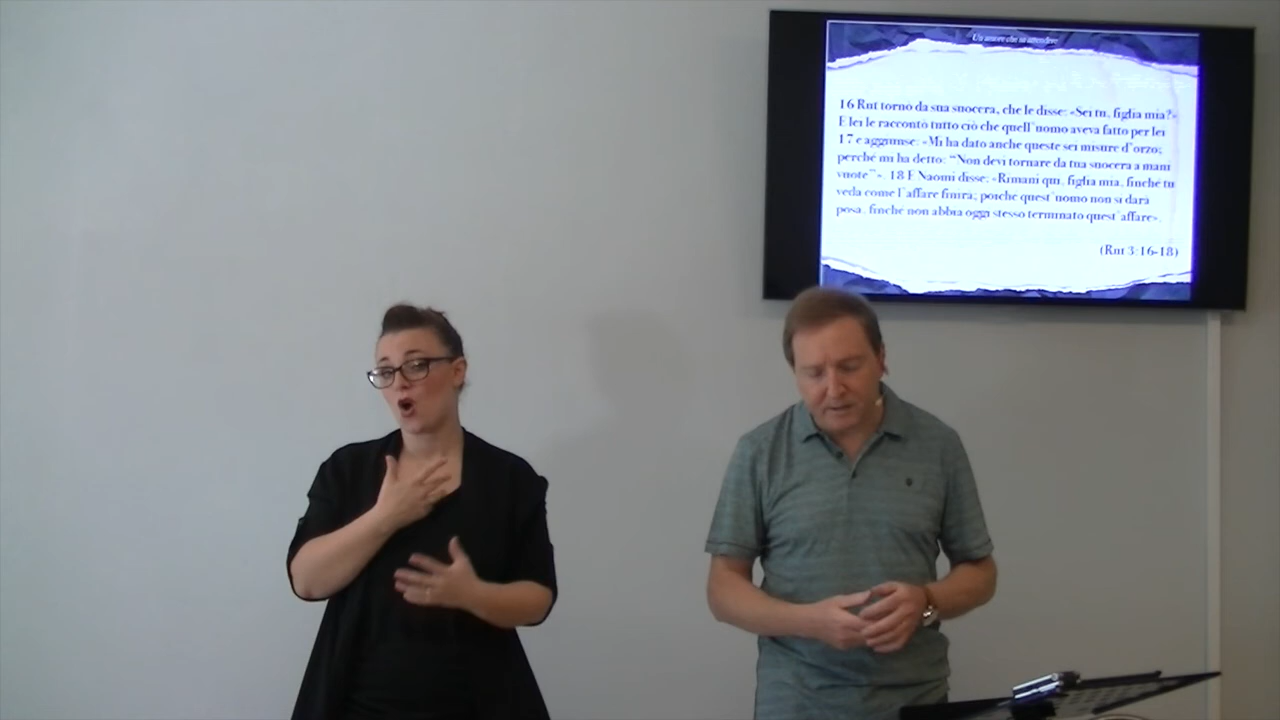 Un amore che si attendeva
16 Rut tornò da sua suocera, che le disse: «Sei tu, figlia mia?»
E lei le raccontò tutto ciò che quell'uomo aveva fatto per lei
17 e aggiunse: «Mi ha dato anche queste sei misure d'orzo;
perché mi ha detto: “Non devi tornare da tua suocera a mani
vuote”». 18 E Naomi disse: «Rimani qui, figlia mia, finché tu
veda come l'affare finirà; poiché quest'uomo non si darà
posa, finché non abbia oggi stesso terminato quest'affare».
(Rut 3:16-18)